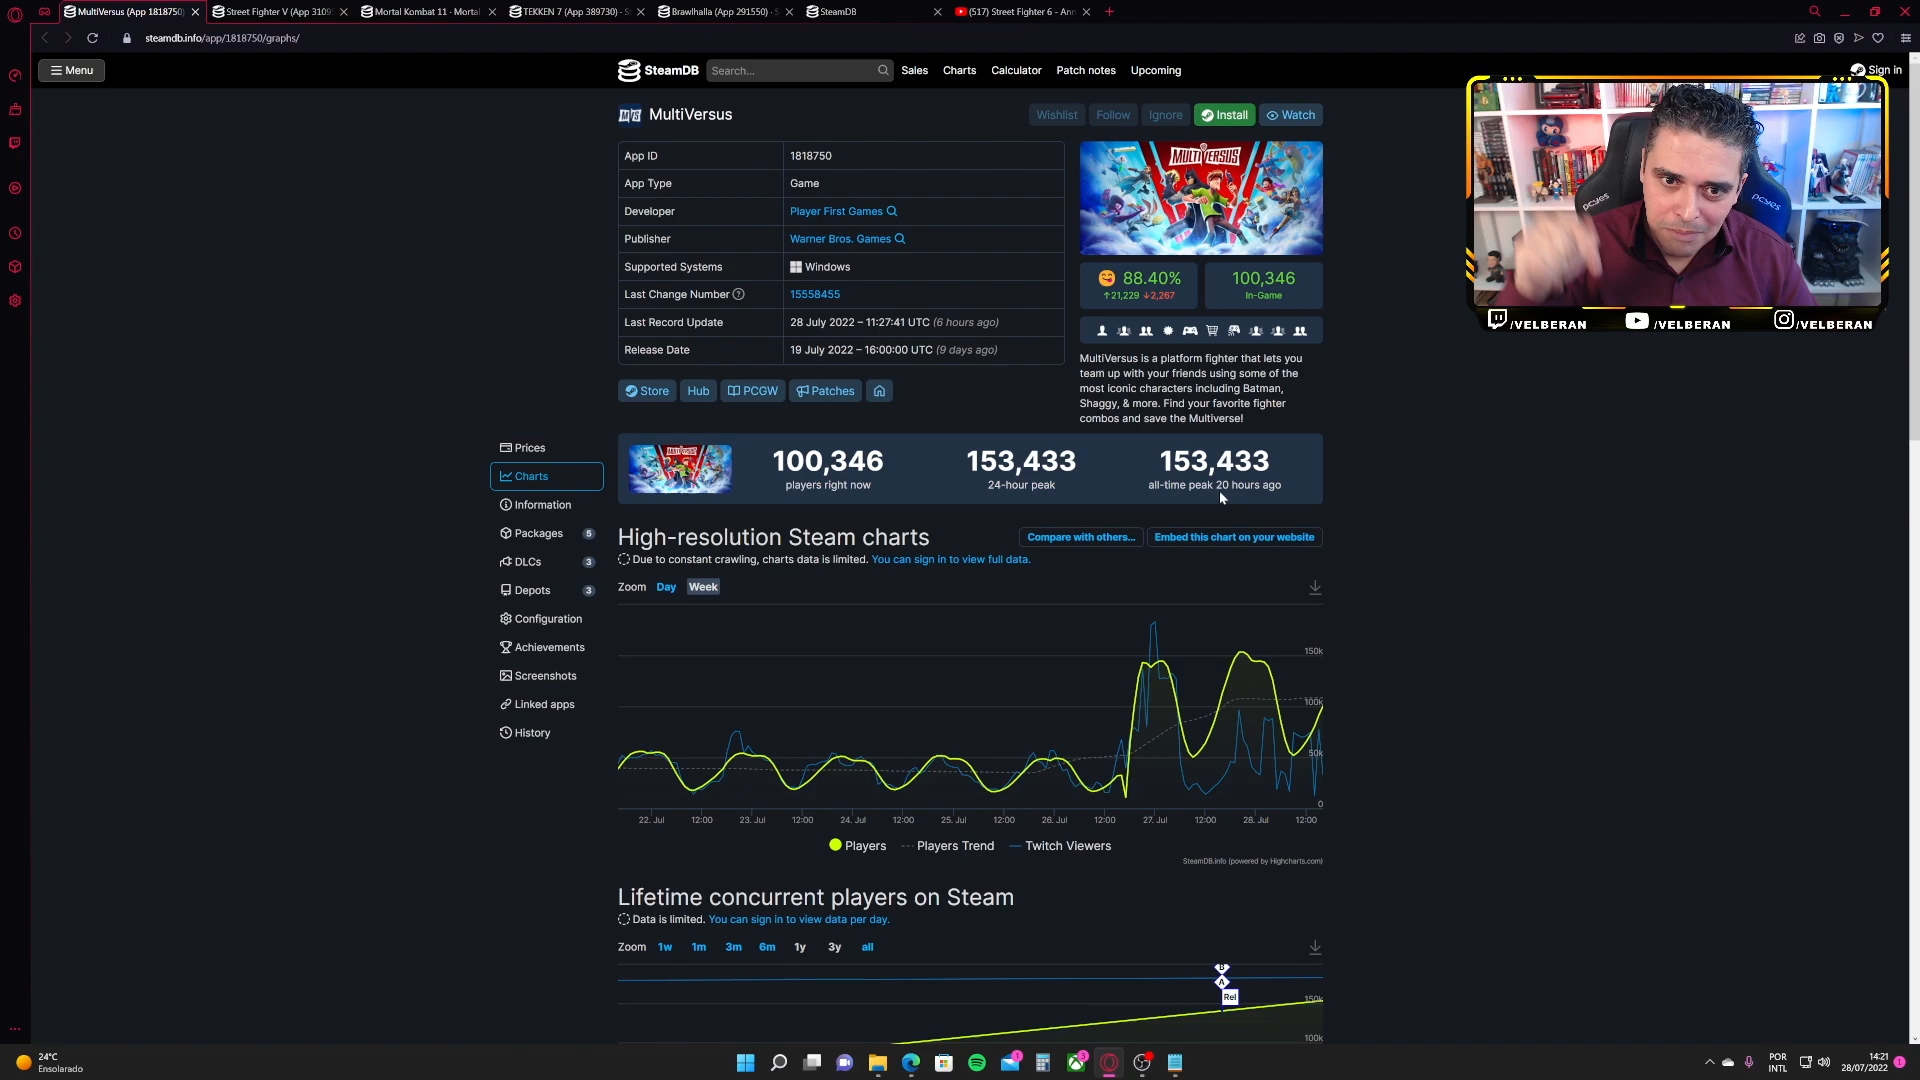 MultiVersus (App 1818750)
Street Fighter V (App 3109
Mortal Kombat 11 · Mortal
TEKKEN 7 (App 389730) · S
Brawlhalla (App 291550) · S
SteamDB
(517) Street Fighter 6 - Ann
steamdb.info/app/1818750/graphs/
Menu
SteamDB
Search...
Sales
Charts
Calculator
Patch notes
Upcoming
Sign in
MultiVersus
Wishlist
Follow
Ignore
Install
Watch
App ID 1818750
App Type Game
Developer Player First Games
Publisher Warner Bros. Games
Supported Systems Windows
Last Change Number 15558455
Last Record Update 28 July 2022 – 11:27:41 UTC (6 hours ago)
Release Date 19 July 2022 – 16:00:00 UTC (9 days ago)
Store
Hub
PCGW
Patches
MULTIVERSUS
88.40%
↑21,229 ↓2,267
100,346
In-Game
MultiVersus is a platform fighter that lets you
team up with your friends using some of the
most iconic characters including Batman,
Shaggy, & more. Find your favorite fighter
combos and save the Multiverse!
pcyes
pcyes
/VELBERAN
/VELBERAN
/VELBERAN
Prices
Charts
Information
Packages 5
DLCs 3
Depots 3
Configuration
Achievements
Screenshots
Linked apps
History
MULTIVERSUS
100,346
players right now
153,433
24-hour peak
153,433
all-time peak 20 hours ago
High-resolution Steam charts
Compare with others...
Embed this chart on your website
Due to constant crawling, charts data is limited. You can sign in to view full data.
Zoom Day Week
150k
100k
50k
0
22. Jul 12:00 23. Jul 12:00 24. Jul 12:00 25. Jul 12:00 26. Jul 12:00 27. Jul 12:00 28. Jul 12:00
Players
Players Trend
Twitch Viewers
SteamDB.info (powered by Highcharts.com)
Lifetime concurrent players on Steam
Data is limited. You can sign in to view data per day.
Zoom 1w 1m 3m 6m 1y 3y all
B
A
Rel
150k
100k
24°C
Ensolarado
1
3
POR
INTL
14:21
28/07/2022
1